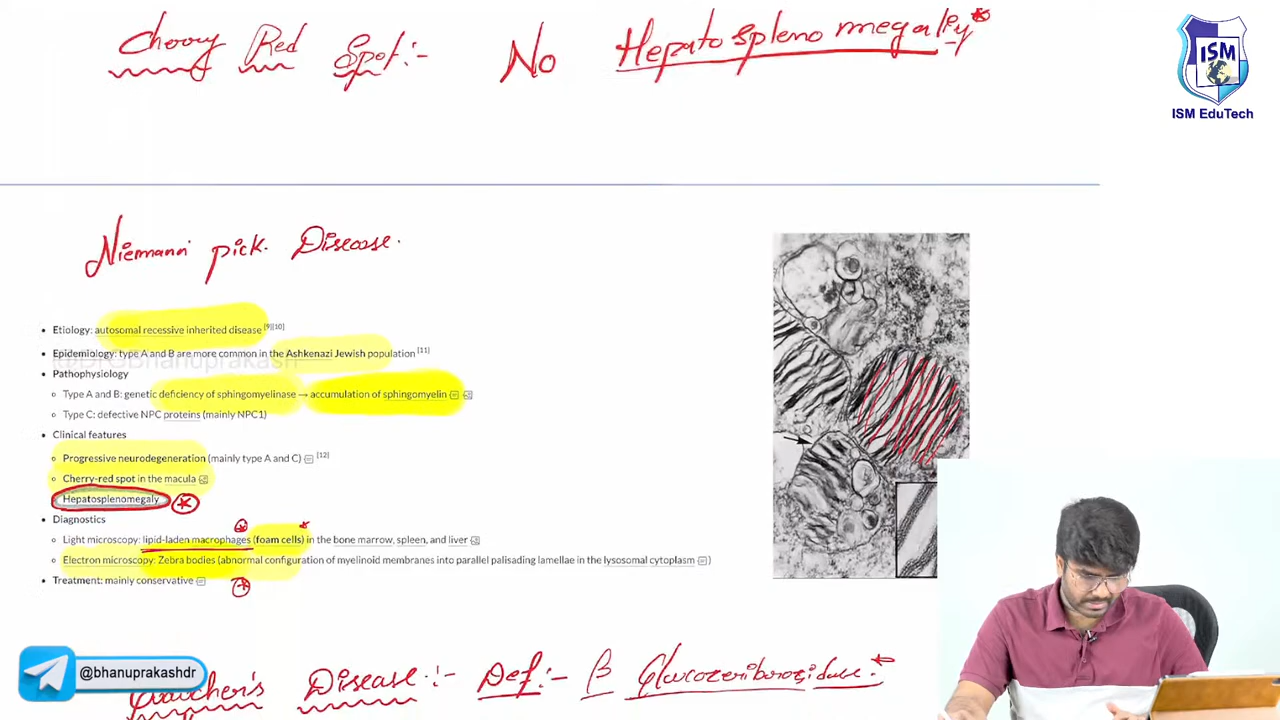 Cherry Red Spot:- No Hepatosplenomegaly*
ISM
ISM EduTech
Niemann pick Disease.
• Etiology: autosomal recessive inherited disease [9][10]
• Epidemiology: type A and B are more common in the Ashkenazi Jewish population [11]
• Pathophysiology
Type A and B: genetic deficiency of sphingomyelinase → accumulation of sphingomyelin
Type C: defective NPC proteins (mainly NPC1)
• Clinical features
Progressive neurodegeneration (mainly type A and C) [12]
Cherry-red spot in the macula
Hepatosplenomegaly
• Diagnostics
Light microscopy: lipid-laden macrophages (foam cells) in the bone marrow, spleen, and liver
Electron microscopy: Zebra bodies (abnormal configuration of myelinoid membranes into parallel palisading lamellae in the lysosomal cytoplasm)
• Treatment: mainly conservative
@bhanuprakashdr
Disease:- Def:- β